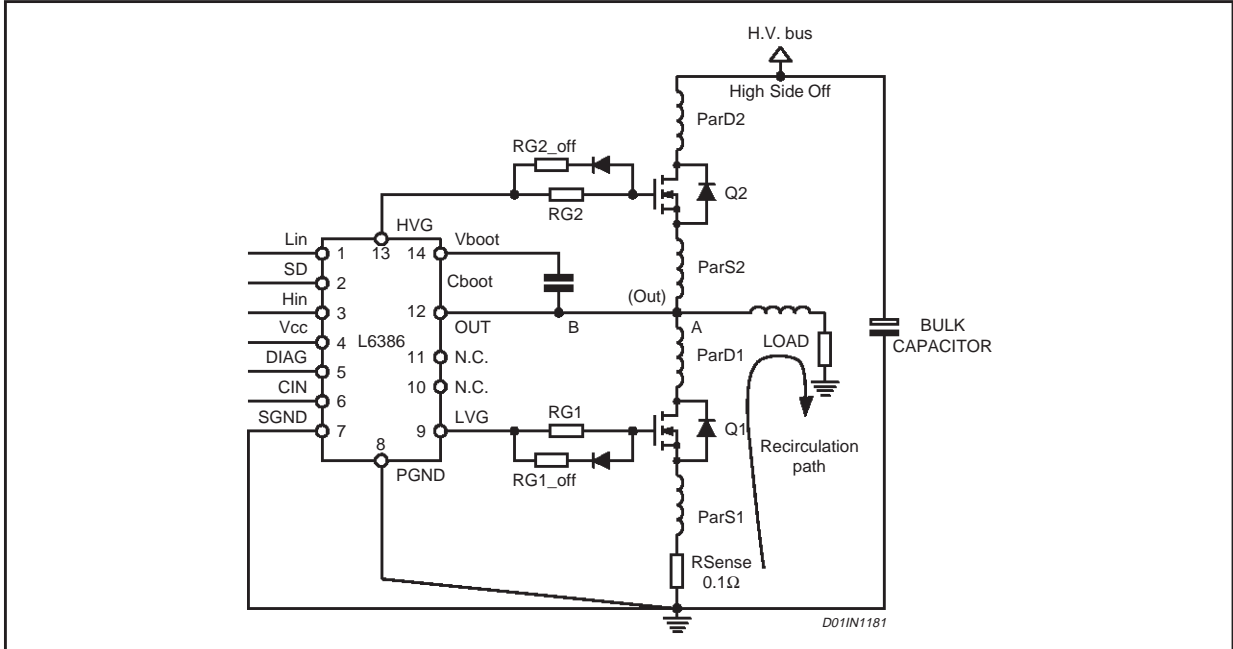 H.V. bus
High Side Off
ParD2
RG2_off
RG2
Q2
HVG
Vboot
Lin
1
13
14
SD
2
Cboot
ParS2
Hin
3
12
(Out)
OUT
B
A
Vcc
4
L6386
11
N.C.
LOAD
BULK
CAPACITOR
DIAG
5
10
N.C.
ParD1
CIN
6
SGND
7
9
LVG
RG1
Q1
Recirculation
path
8
PGND
RG1_off
ParS1
RSense
0.1Ω
D01IN1181